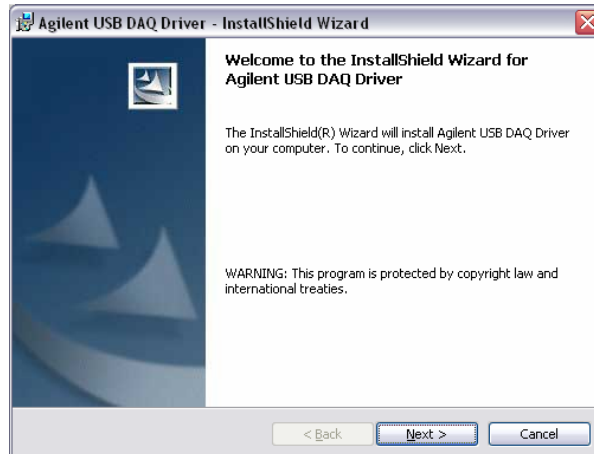 Agilent USB DAQ Driver - InstallShield Wizard
Welcome to the InstallShield Wizard for
Agilent USB DAQ Driver
The InstallShield(R) Wizard will install Agilent USB DAQ Driver
on your computer. To continue, click Next.
WARNING: This program is protected by copyright law and
international treaties.
< Back Next > Cancel